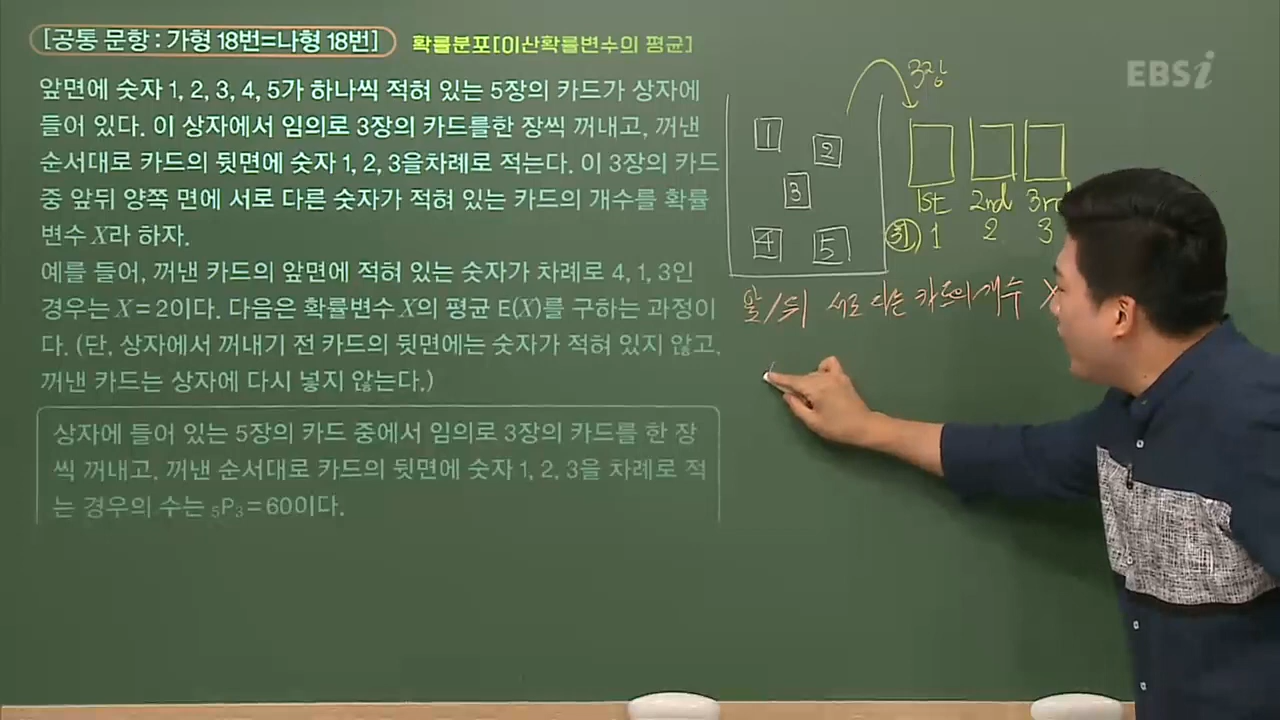 [공통 문항 : 가형 18번=나형 18번] 확률분포[이산확률변수의 평균]
앞면에 숫자 1, 2, 3, 4, 5가 하나씩 적혀 있는 5장의 카드가 상자에
들어 있다. 이 상자에서 임의로 3장의 카드를한 장씩 꺼내고, 꺼낸
순서대로 카드의 뒷면에 숫자 1, 2, 3을차례로 적는다. 이 3장의 카드
중 앞뒤 양쪽 면에 서로 다른 숫자가 적혀 있는 카드의 개수를 확률
변수 X라 하자.
예를 들어, 꺼낸 카드의 앞면에 적혀 있는 숫자가 차례로 4, 1, 3인
경우는 X = 2이다. 다음은 확률변수 X의 평균 E(X)를 구하는 과정이
다. (단, 상자에서 꺼내기 전 카드의 뒷면에는 숫자가 적혀 있지 않고,
꺼낸 카드는 상자에 다시 넣지 않는다.)
상자에 들어 있는 5장의 카드 중에서 임의로 3장의 카드를 한 장
씩 꺼내고, 꺼낸 순서대로 카드의 뒷면에 숫자 1, 2, 3을 차례로 적
는 경우의 수는 ₅P₃ = 60이다.
EBSi
3장
1 2
3
4 5
1st 2nd 3rd
뒤) 1 2 3
앞/뒤 서로 다른 카드의 개수 X